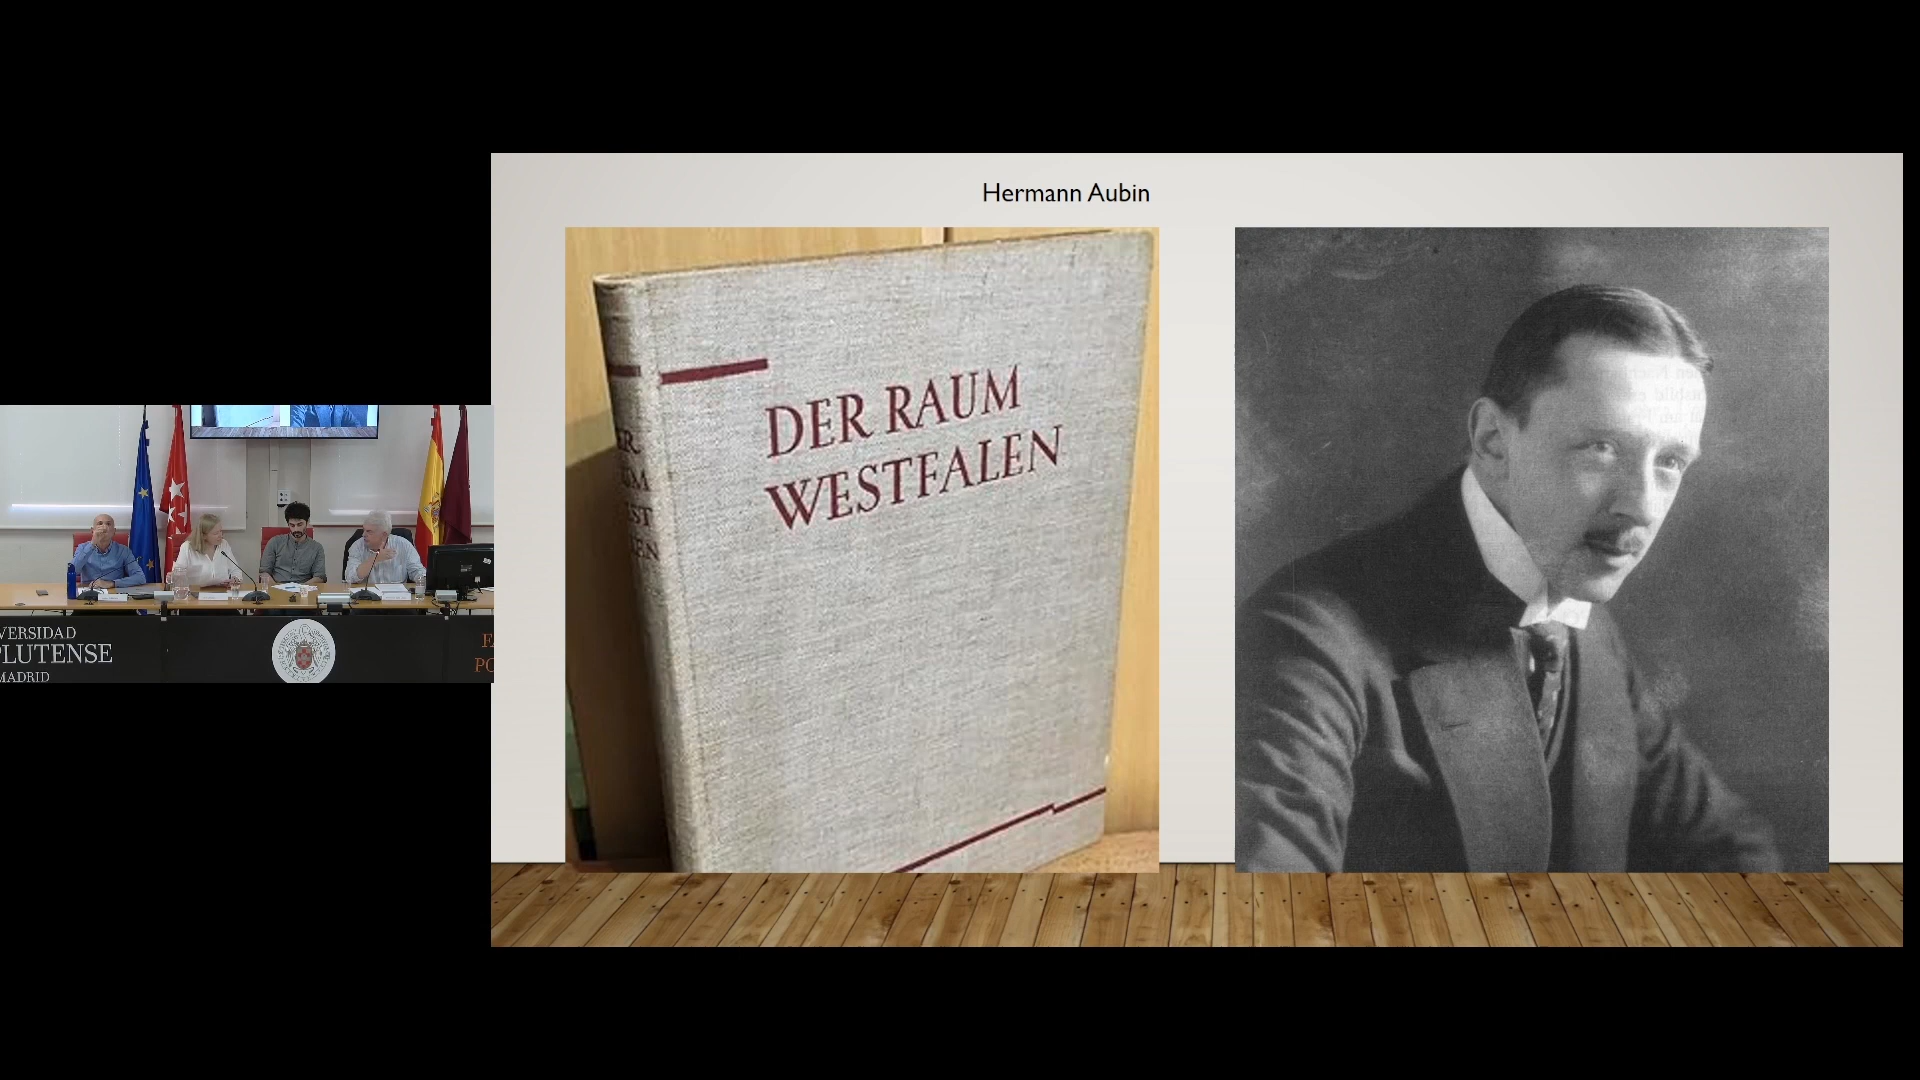 Hermann Aubin
DER RAUM
WESTFALEN
VERSIDAD
PLUTENSE
MADRID